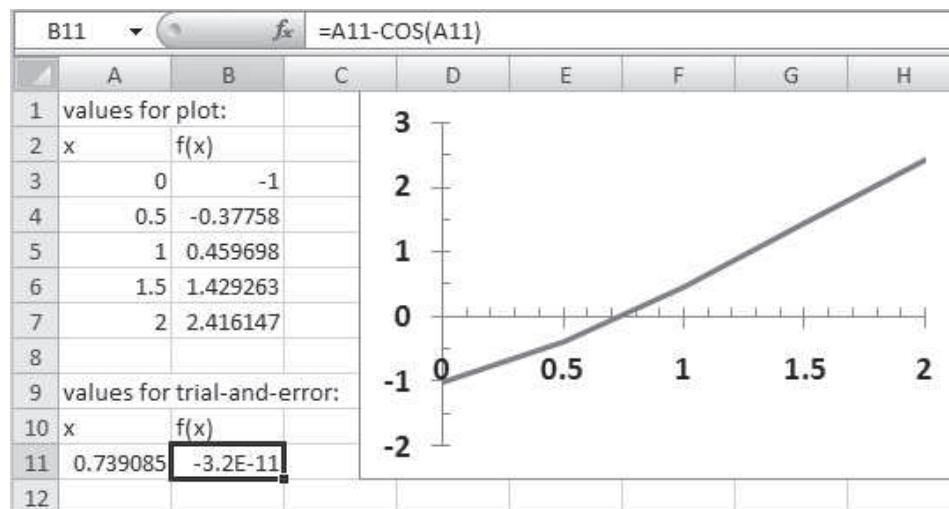 B11 fx =A11-COS(A11)
A B C D E F G H
1 values for plot:
2 x f(x)
3 0 -1
4 0.5 -0.37758
5 1 0.459698
6 1.5 1.429263
7 2 2.416147
8
9 values for trial-and-error:
10 x f(x)
11 0.739085 -3.2E-11
12
3
2
1
0
-1
-2
0 0.5 1 1.5 2